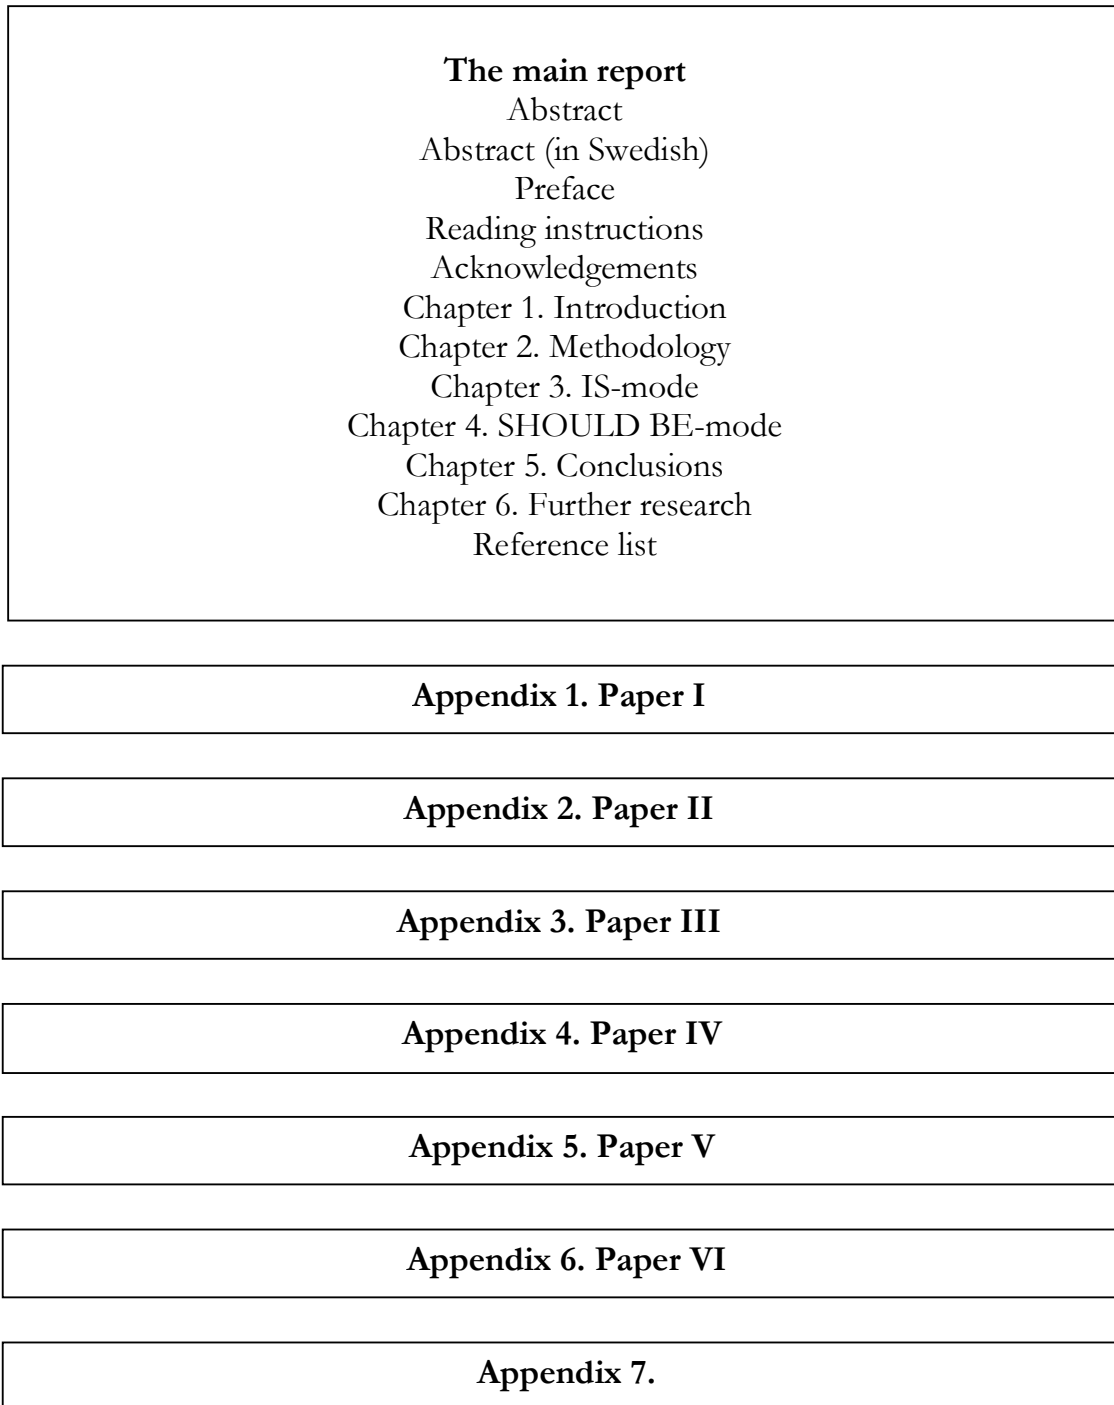 The main report
Abstract
Abstract (in Swedish)
Preface
Reading instructions
Acknowledgements
Chapter 1. Introduction
Chapter 2. Methodology
Chapter 3. IS-mode
Chapter 4. SHOULD BE-mode
Chapter 5. Conclusions
Chapter 6. Further research
Reference list
Appendix 1. Paper I
Appendix 2. Paper II
Appendix 3. Paper III
Appendix 4. Paper IV
Appendix 5. Paper V
Appendix 6. Paper VI
Appendix 7.